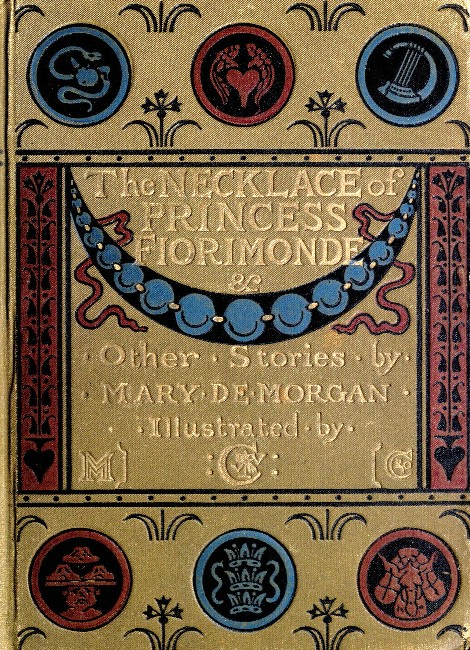 The NECKLACE of
PRINCESS
FIORIMONDE
&c
Other · Stories · by
· MARY · DE · MORGAN ·
· Illustrated · by ·